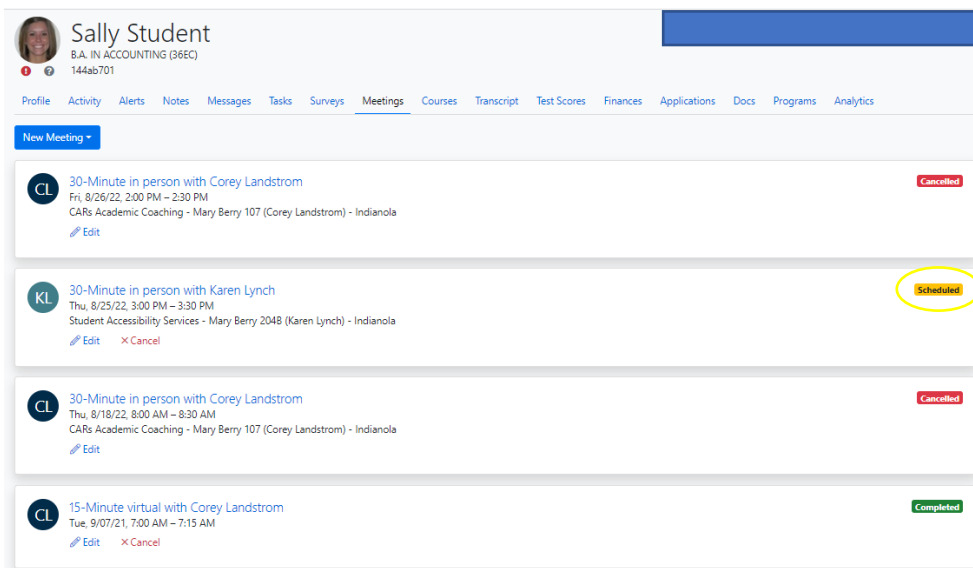 Sally Student
B.A. IN ACCOUNTING (36EC)
144ab701
Profile Activity Alerts Notes Messages Tasks Surveys Meetings Courses Transcript Test Scores Finances Applications Docs Programs Analytics
New Meeting
CL
30-Minute in person with Corey Landstrom
Cancelled
Fri, 8/26/22, 2:00 PM – 2:30 PM
CARs Academic Coaching - Mary Berry 107 (Corey Landstrom) - Indianola
Edit
KL
30-Minute in person with Karen Lynch
Scheduled
Thu, 8/25/22, 3:00 PM – 3:30 PM
Student Accessibility Services - Mary Berry 204B (Karen Lynch) - Indianola
Edit ×Cancel
CL
30-Minute in person with Corey Landstrom
Cancelled
Thu, 8/18/22, 8:00 AM – 8:30 AM
CARs Academic Coaching - Mary Berry 107 (Corey Landstrom) - Indianola
Edit
CL
15-Minute virtual with Corey Landstrom
Completed
Tue, 9/07/21, 7:00 AM – 7:15 AM
Edit ×Cancel